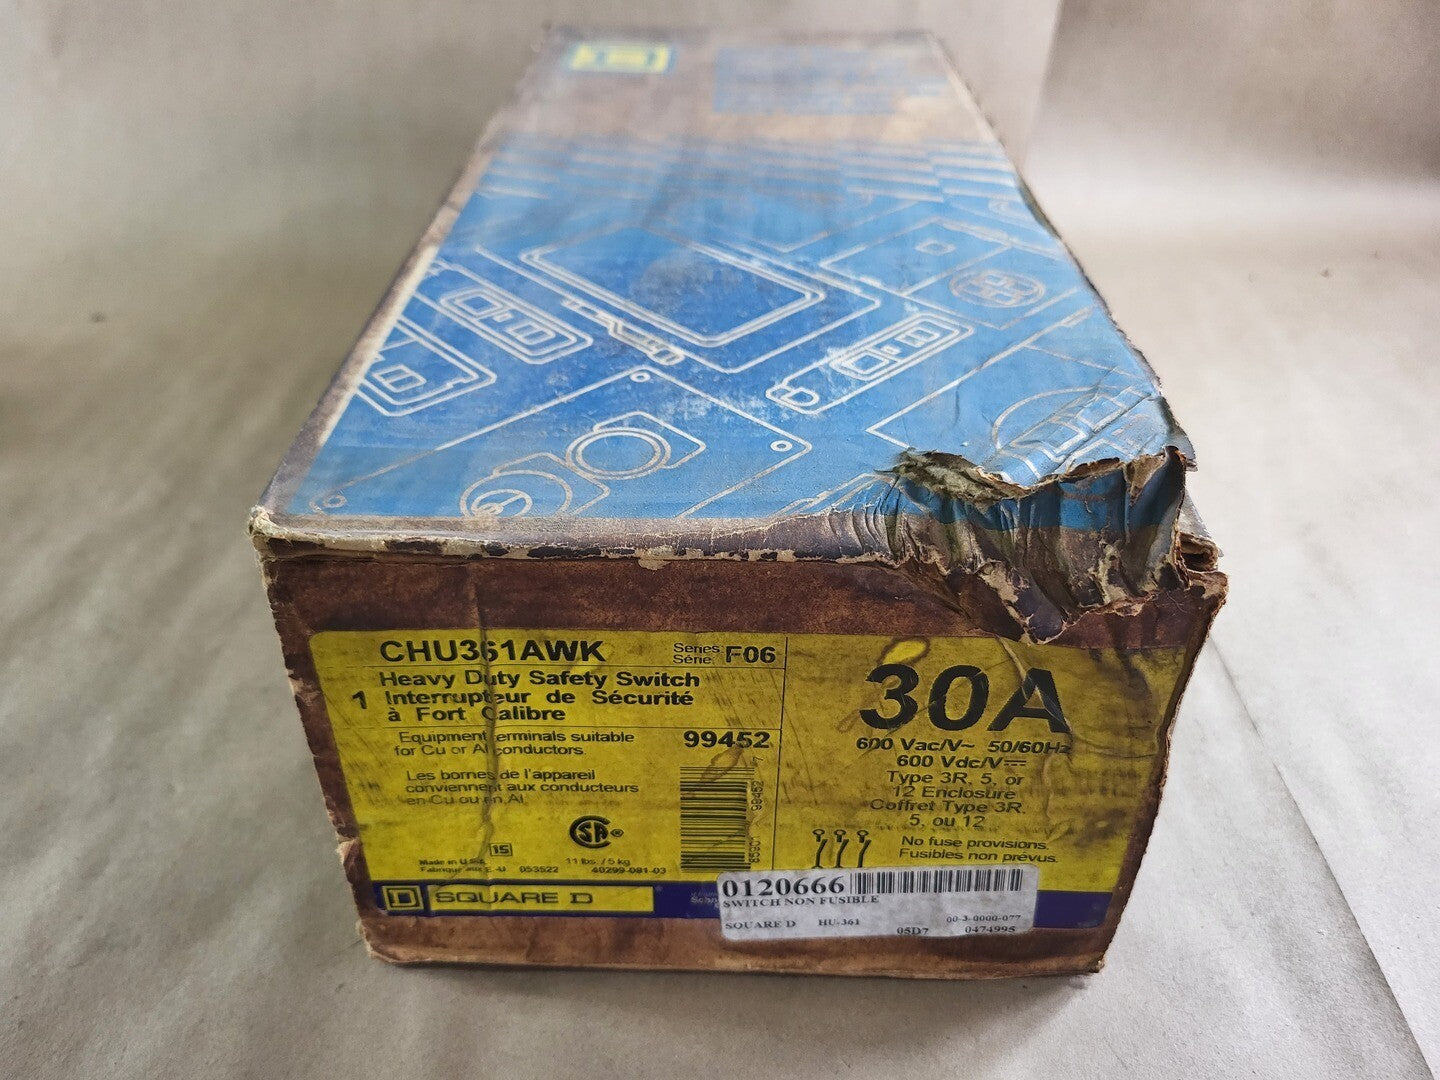 CHU361AWK
Series
Série: F06
Heavy Duty Safety Switch
1 Interrupteur de Sécurité
à Fort Calibre
Equipment terminals suitable
for Cu or Al conductors.
99452
Les bornes de l'appareil
conviennent aux conducteurs
en Cu ou en Al.
99452
15
Made in U.S.A.
Fabriqué aux E.-U 053522
11 lbs. / 5 kg
40299-081-03
30A
600 Vac/V~ 50/60Hz
600 Vdc/V
Type 3R, 5, or
12 Enclosure
Coffret Type 3R,
5, ou 12
No fuse provisions.
Fusibles non prévus.
D SQUARE D
0120666
SWITCH NON FUSIBLE
SQUARE D HU-361
00-3-0000-077
05D7 0474995